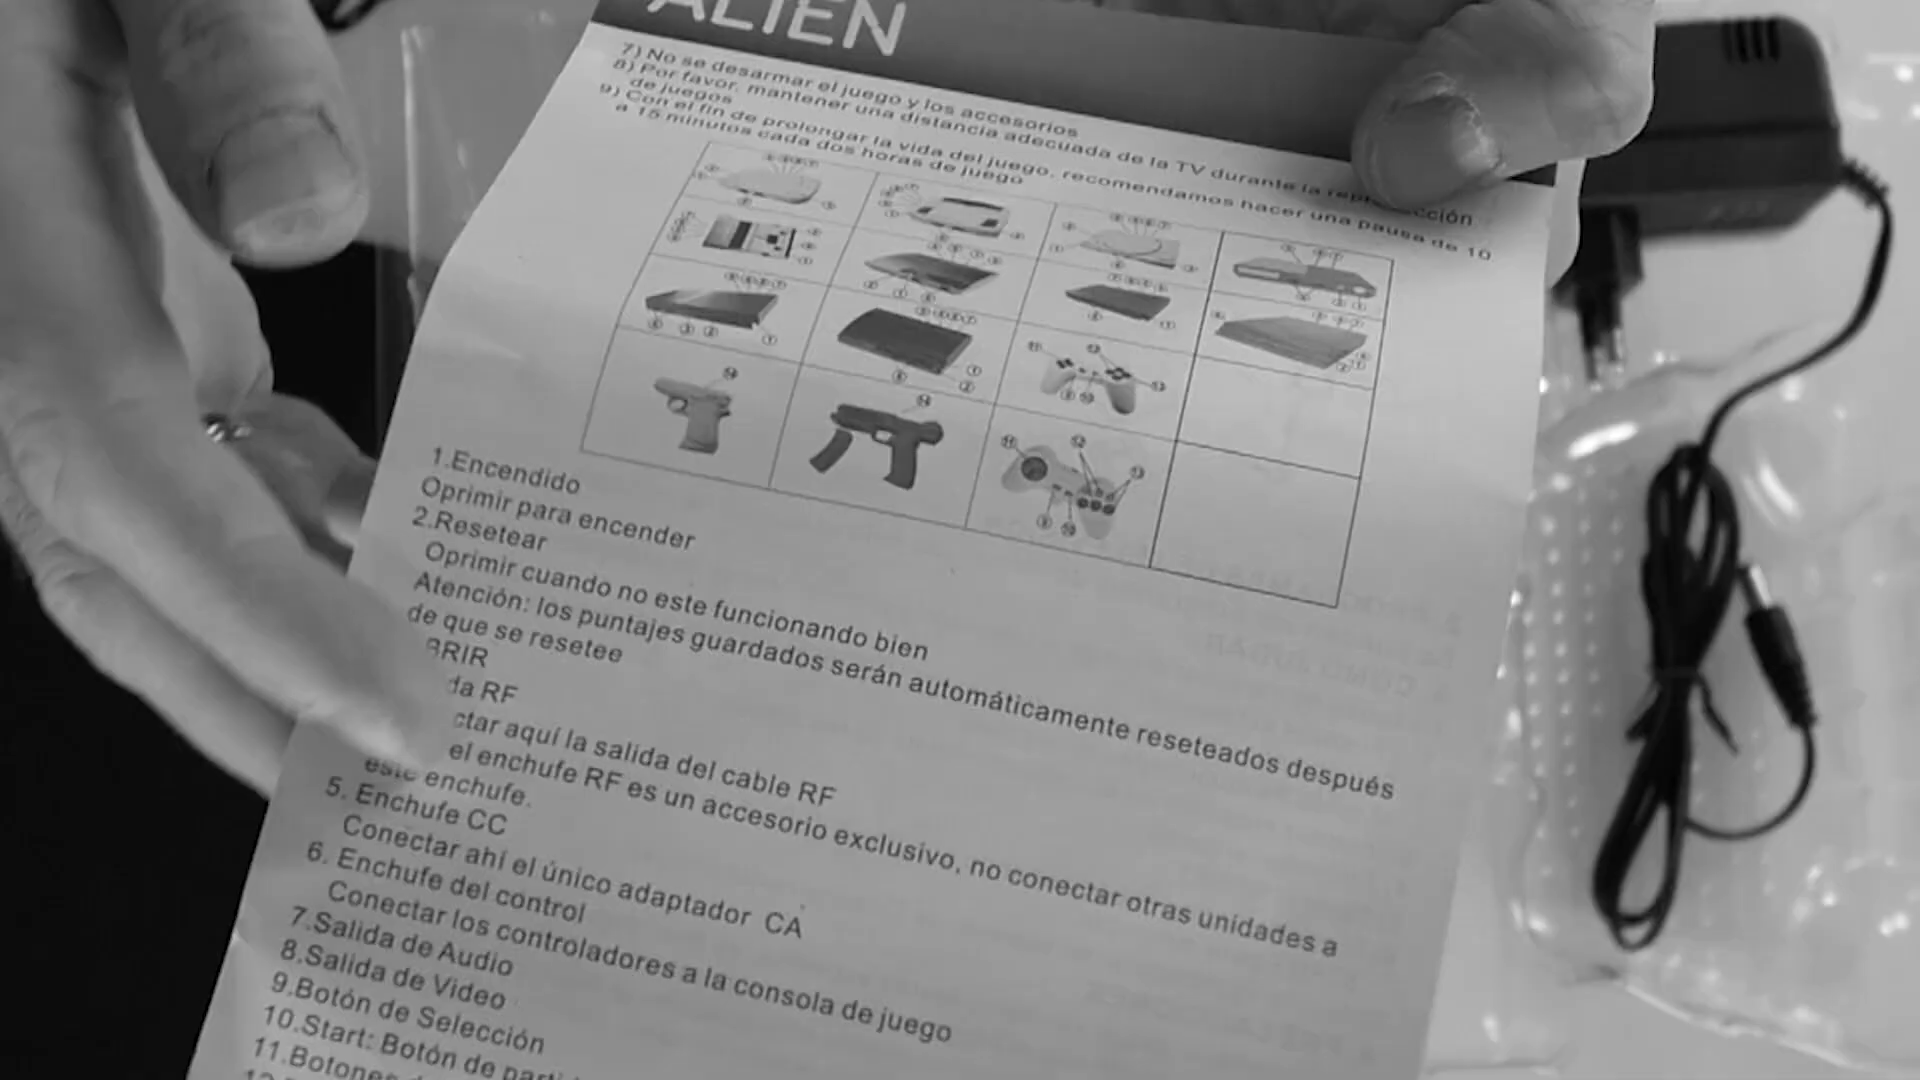 ALIEN
7) No se desarmar el juego y los accesorios
8) Por favor, mantener una distancia adecuada de la TV durante la
de juegos
9) Con el fin de prolongar la vida del juego, recomendamos hacer una pausa de 10
a 15 minutos cada dos horas de juego
1.Encendido
Oprimir para encender
2.Resetear
Oprimir cuando no este funcionando bien
Atención: los puntajes guardados serán automáticamente reseteados después
de que se resetee
BRIR
da RF
ctar aquí la salida del cable RF
el enchufe RF es un accesorio exclusivo, no conectar otras unidades a
este enchufe.
5. Enchufe CC
Conectar ahí el único adaptador CA
6. Enchufe del control
Conectar los controladores a la consola de juego
7.Salida de Audio
8.Salida de Video
9.Botón de Selección
10.Start: Botón de
11.Botones